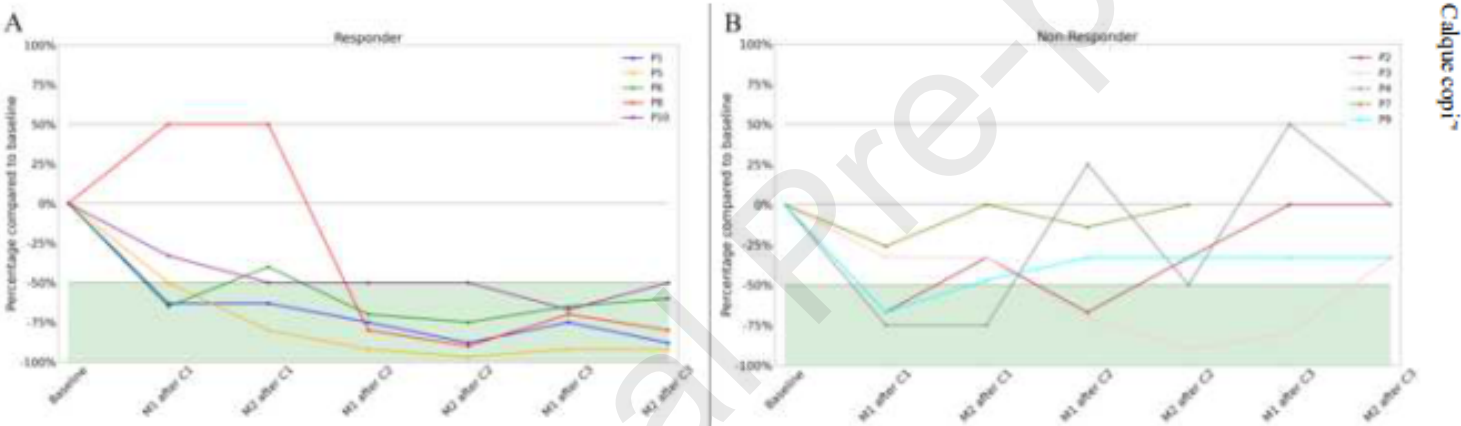 A
Responder
Percentage compared to baseline
100%
75%
50%
25%
0%
-25%
-50%
-75%
-100%
Baseline
M1 after C1
M2 after C1
M1 after C2
M2 after C2
M1 after C3
M2 after C3
P1
P5
P6
P8
P10
B
Non-Responder
Percentage compared to baseline
100%
75%
50%
25%
0%
-25%
-50%
-75%
-100%
Baseline
M1 after C1
M2 after C1
M1 after C2
M2 after C2
M1 after C3
M2 after C3
P2
P3
P4
P7
P9
Calque copi~
al Pre-p